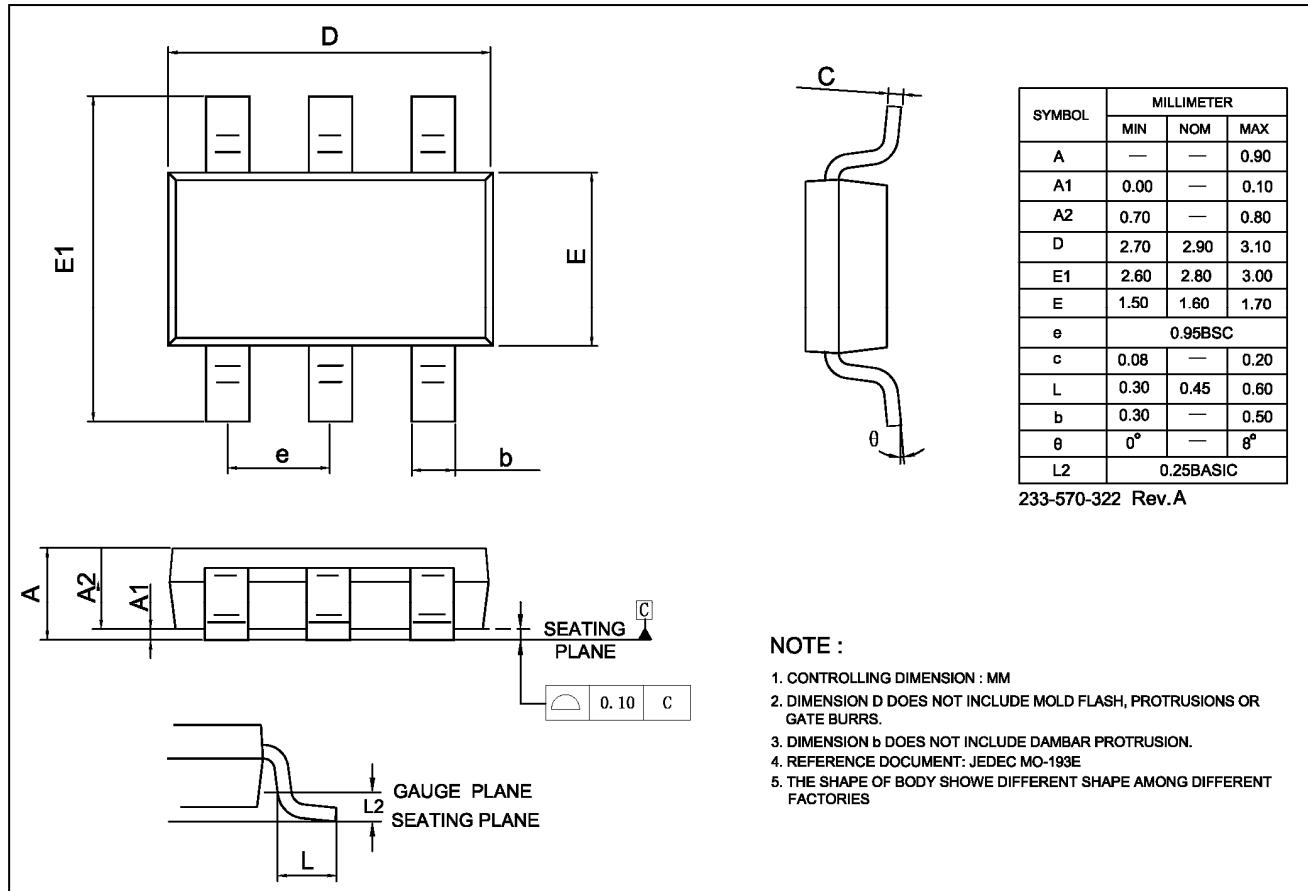 D
E1
E
e
b
C
θ
SYMBOL MILLIMETER
MIN NOM MAX
A — — 0.90
A1 0.00 — 0.10
A2 0.70 — 0.80
D 2.70 2.90 3.10
E1 2.60 2.80 3.00
E 1.50 1.60 1.70
e 0.95BSC
c 0.08 — 0.20
L 0.30 0.45 0.60
b 0.30 — 0.50
θ 0° — 8°
L2 0.25BASIC
233-570-322 Rev.A
A
A2
A1
C
SEATING
PLANE
0.10 C
GAUGE PLANE
L2
SEATING PLANE
L
NOTE :
1. CONTROLLING DIMENSION : MM
2. DIMENSION D DOES NOT INCLUDE MOLD FLASH, PROTRUSIONS OR
GATE BURRS.
3. DIMENSION b DOES NOT INCLUDE DAMBAR PROTRUSION.
4. REFERENCE DOCUMENT: JEDEC MO-193E
5. THE SHAPE OF BODY SHOWE DIFFERENT SHAPE AMONG DIFFERENT
FACTORIES